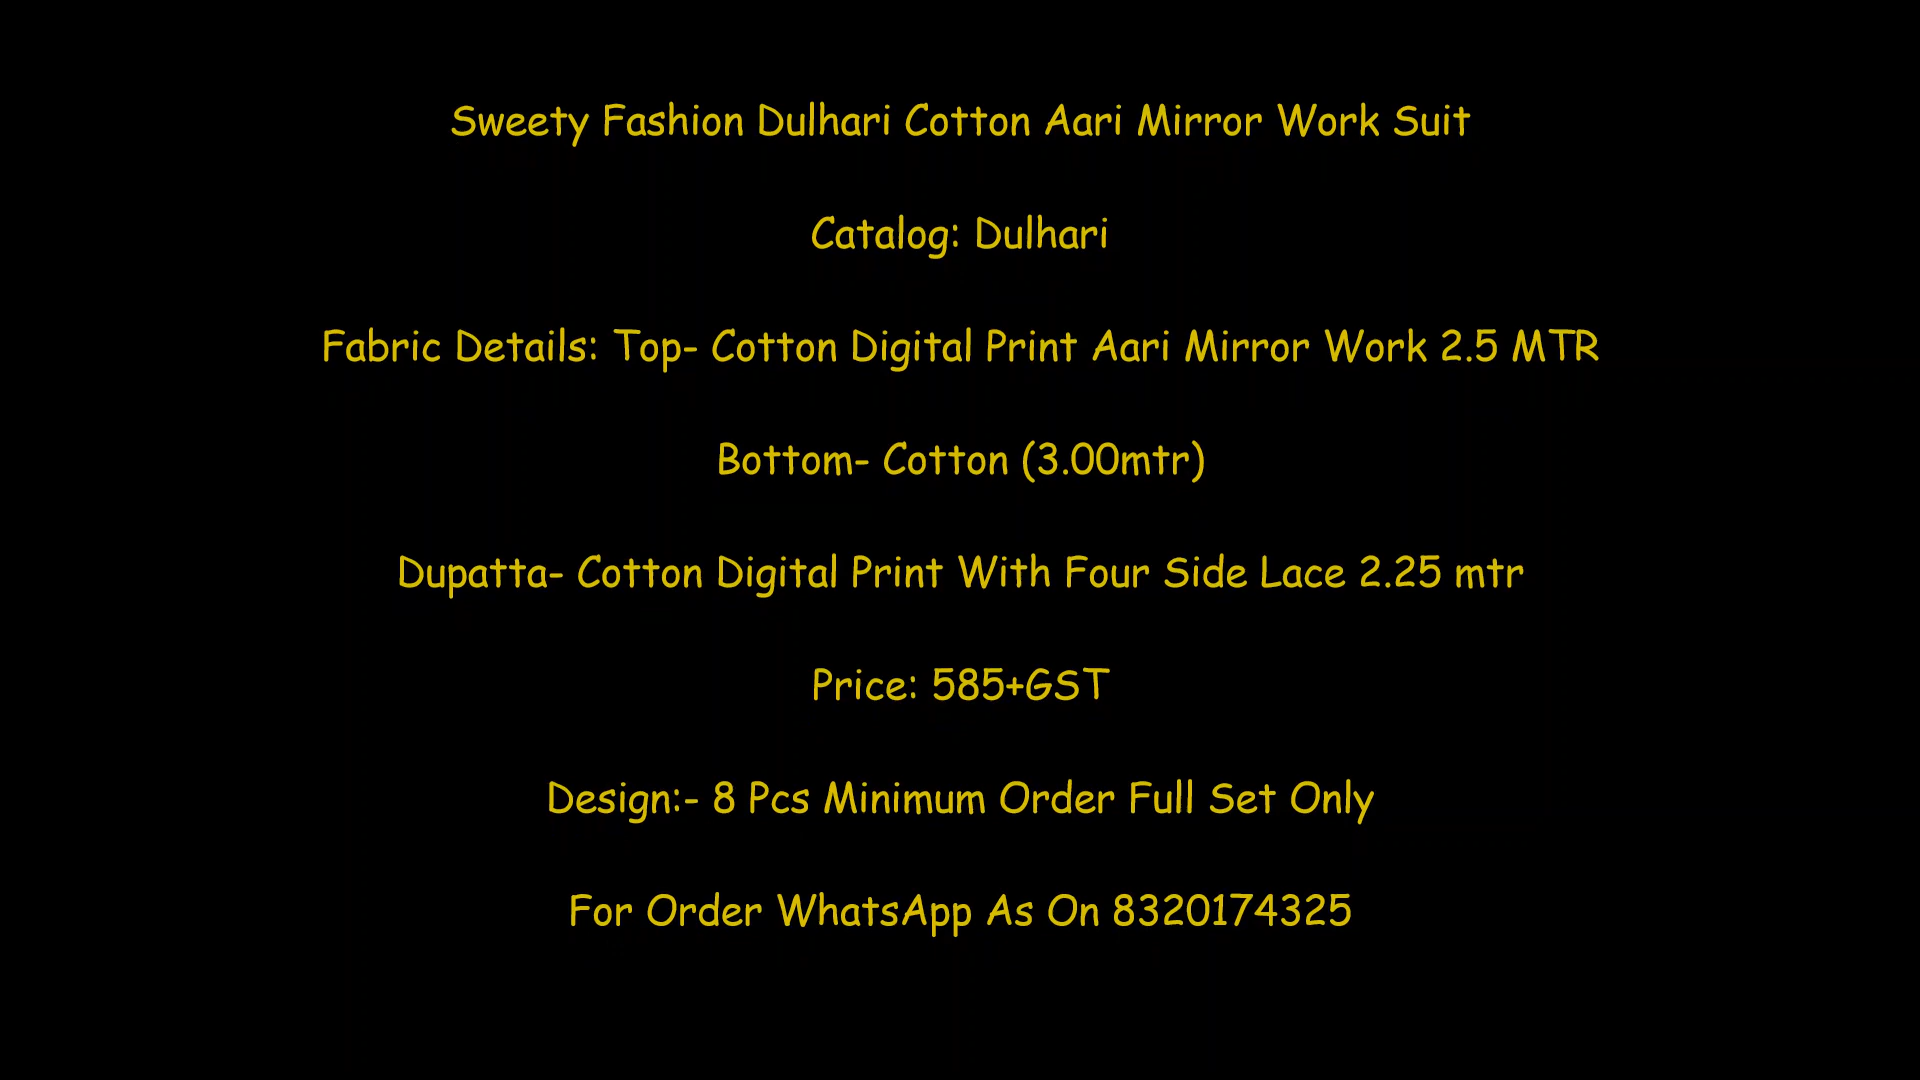 Sweety Fashion Dulhari Cotton Aari Mirror Work Suit
Catalog: Dulhari
Fabric Details: Top- Cotton Digital Print Aari Mirror Work 2.5 MTR
Bottom- Cotton (3.00mtr)
Dupatta- Cotton Digital Print With Four Side Lace 2.25 mtr
Price: 585+GST
Design:- 8 Pcs Minimum Order Full Set Only
For Order WhatsApp As On 8320174325